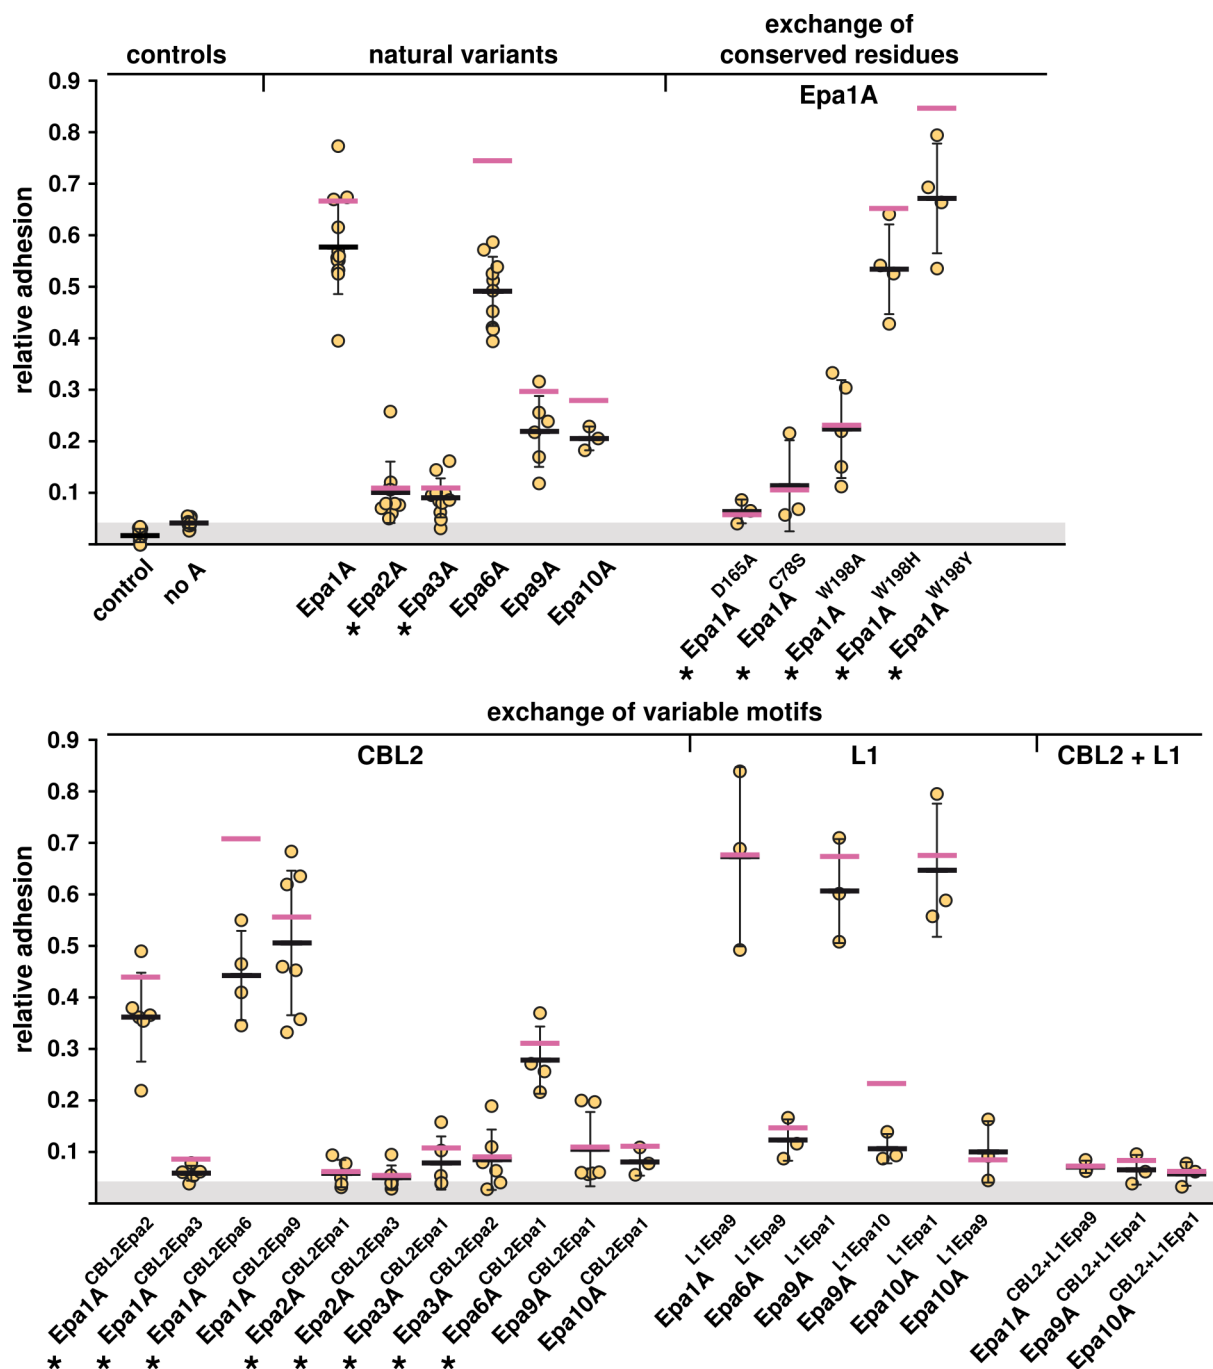 controls
natural variants
exchange of
conserved residues
Epa1A
relative adhesion
0.9
0.8
0.7
0.6
0.5
0.4
0.3
0.2
0.1
control
no A
Epa1A
* Epa2A
* Epa3A
Epa6A
Epa9A
Epa10A
* Epa1A D165A
* Epa1A C78S
* Epa1A W198A
* Epa1A W198H
* Epa1A W198Y
exchange of variable motifs
CBL2
L1
CBL2 + L1
relative adhesion
0.9
0.8
0.7
0.6
0.5
0.4
0.3
0.2
0.1
* Epa1A CBL2Epa2
* Epa1A CBL2Epa3
* Epa1A CBL2Epa6
Epa1A CBL2Epa9
* Epa2A CBL2Epa1
* Epa2A CBL2Epa3
* Epa3A CBL2Epa1
* Epa3A CBL2Epa2
* Epa6A CBL2Epa1
Epa9A CBL2Epa1
Epa10A CBL2Epa1
Epa1A L1Epa9
Epa6A L1Epa9
Epa9A L1Epa1
Epa9A L1Epa10
Epa10A L1Epa1
Epa10A L1Epa9
Epa1A CBL2+L1Epa9
Epa9A CBL2+L1Epa1
Epa10A CBL2+L1Epa1